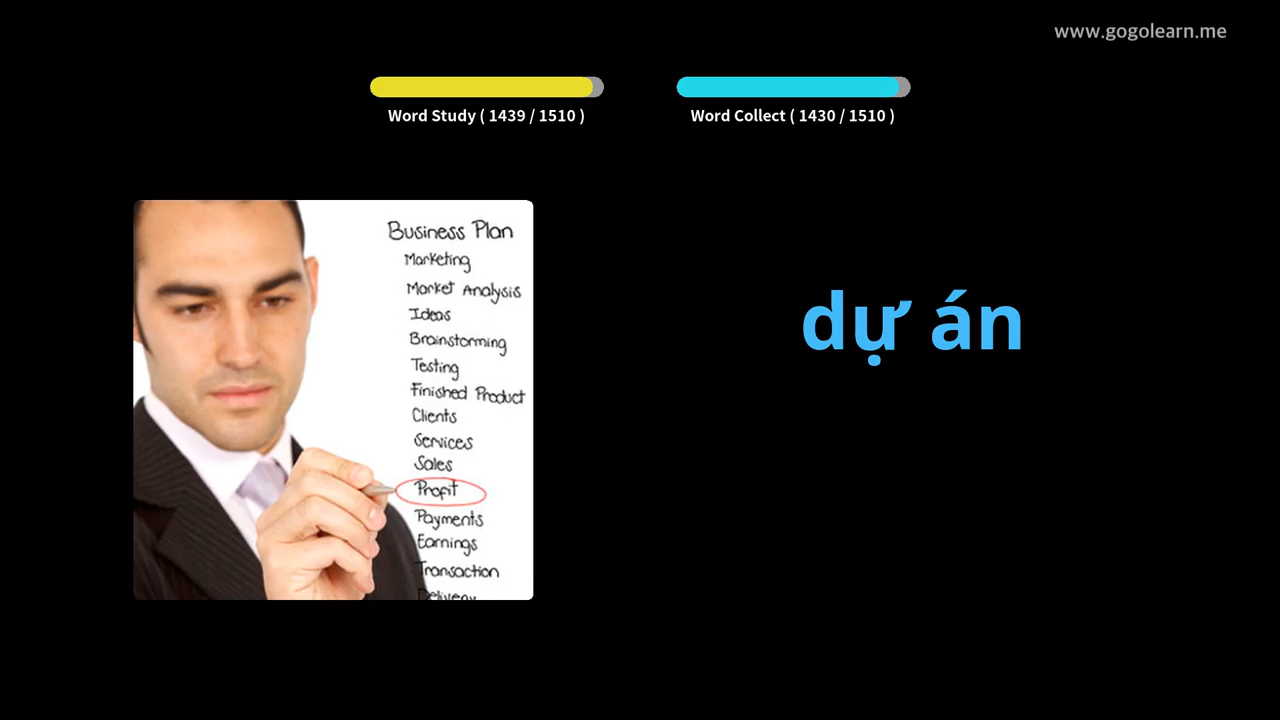 www.gogolearn.me
Word Study ( 1439 / 1510 )
Word Collect ( 1430 / 1510 )
Business Plan
Marketing
Market Analysis
Ideas
Brainstorming
Testing
Finished Product
Clients
Services
Sales
Profit
Payments
Earnings
Transaction
Delivery
dự án